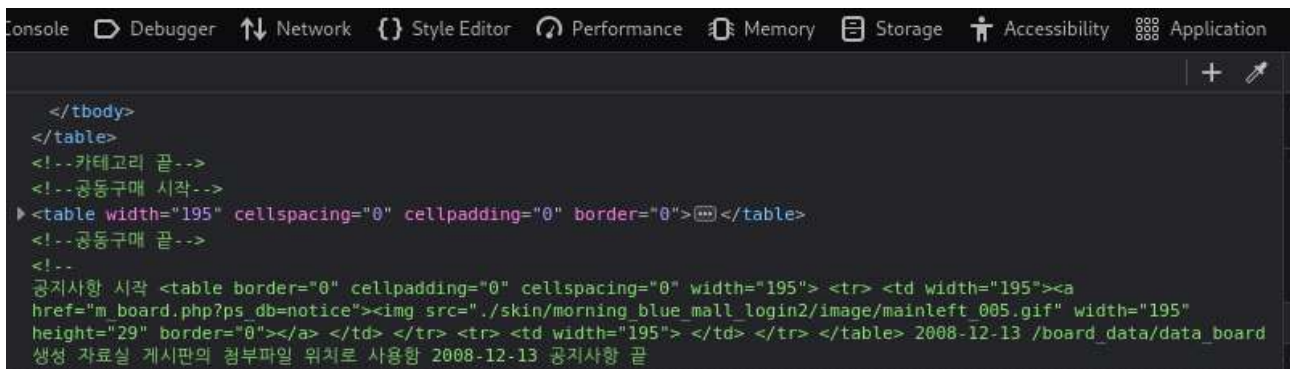 Console Debugger Network {} Style Editor Performance Memory Storage Accessibility Application
</tbody>
</table>
<!--카테고리 끝-->
<!--공동구매 시작-->
<table width="195" cellspacing="0" cellpadding="0" border="0"></table>
<!--공동구매 끝-->
<!--
공지사항 시작 <table border="0" cellpadding="0" cellspacing="0" width="195"> <tr> <td width="195"><a
href="m_board.php?ps_db=notice"><img src="./skin/morning_blue_mall_login2/image/mainleft_005.gif" width="195"
height="29" border="0"></a> </td> </tr> <tr> <td width="195"> </td> </tr> </table> 2008-12-13 /board_data/data_board
생성 자료실 게시판의 첨부파일 위치로 사용함 2008-12-13 공지사항 끝